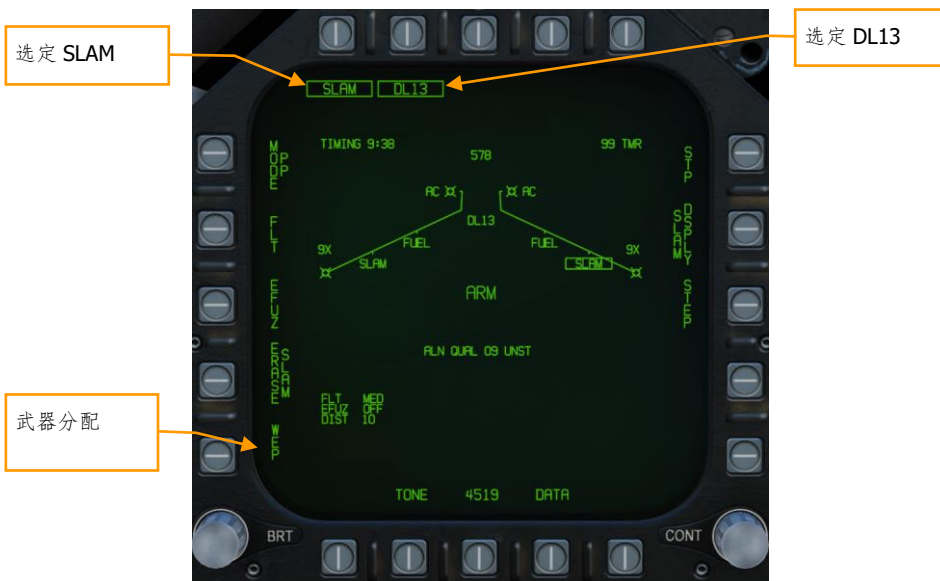 选定 SLAM
选定 DL13
SLAM DL13
TIMING 9:38
578
99 TMR
MODE PP
STP
AC AC
DL13
FLT
SLAM DSPLY
9X FUEL FUEL 9X
SLAM SLAM
EFUZ
ARM
STEP
ERASE SLAM
ALN QUAL 09 UNST
FLT MED
EFUZ OFF
DIST 10
武器分配
WEP
TONE 4519 DATA
BRT
CONT